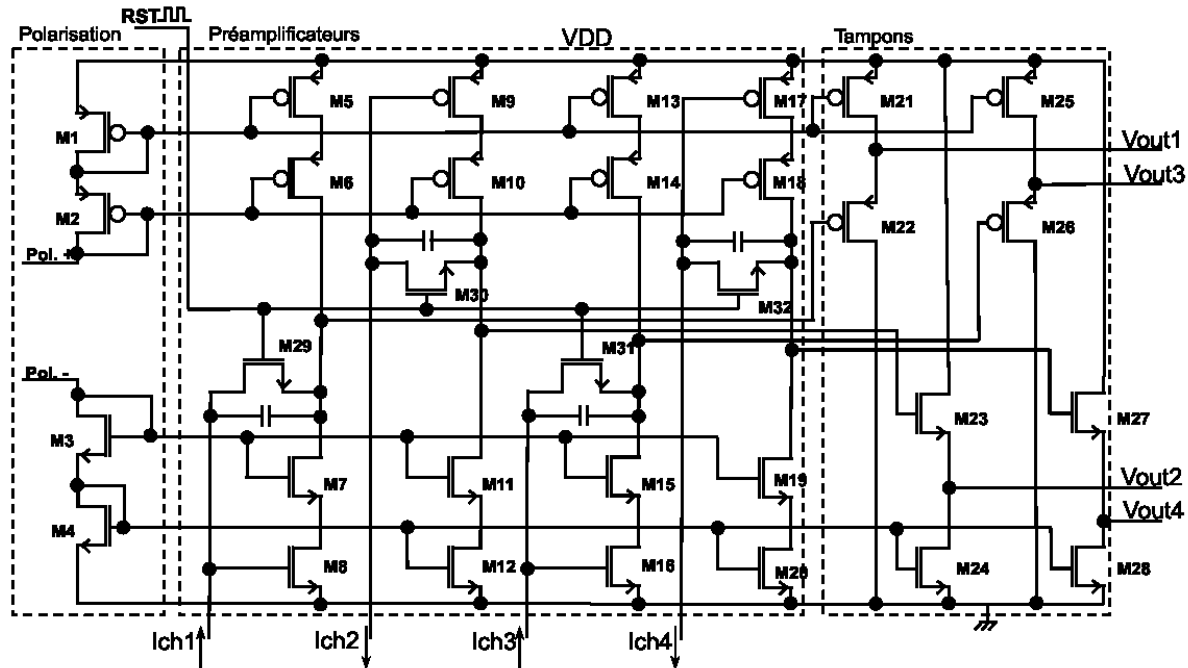 RST
Polarisation
Préamplificateurs
VDD
Tampons
M1
M5
M9
M13
M17
M21
M25
Vout1
M2
M6
M10
M14
M18
M22
M26
Vout3
Pol. +
M30
M32
M29
M31
Pol. -
M3
M7
M11
M15
M19
M23
M27
Vout2
Vout4
M4
M8
M12
M16
M20
M24
M28
Ich1
Ich2
Ich3
Ich4